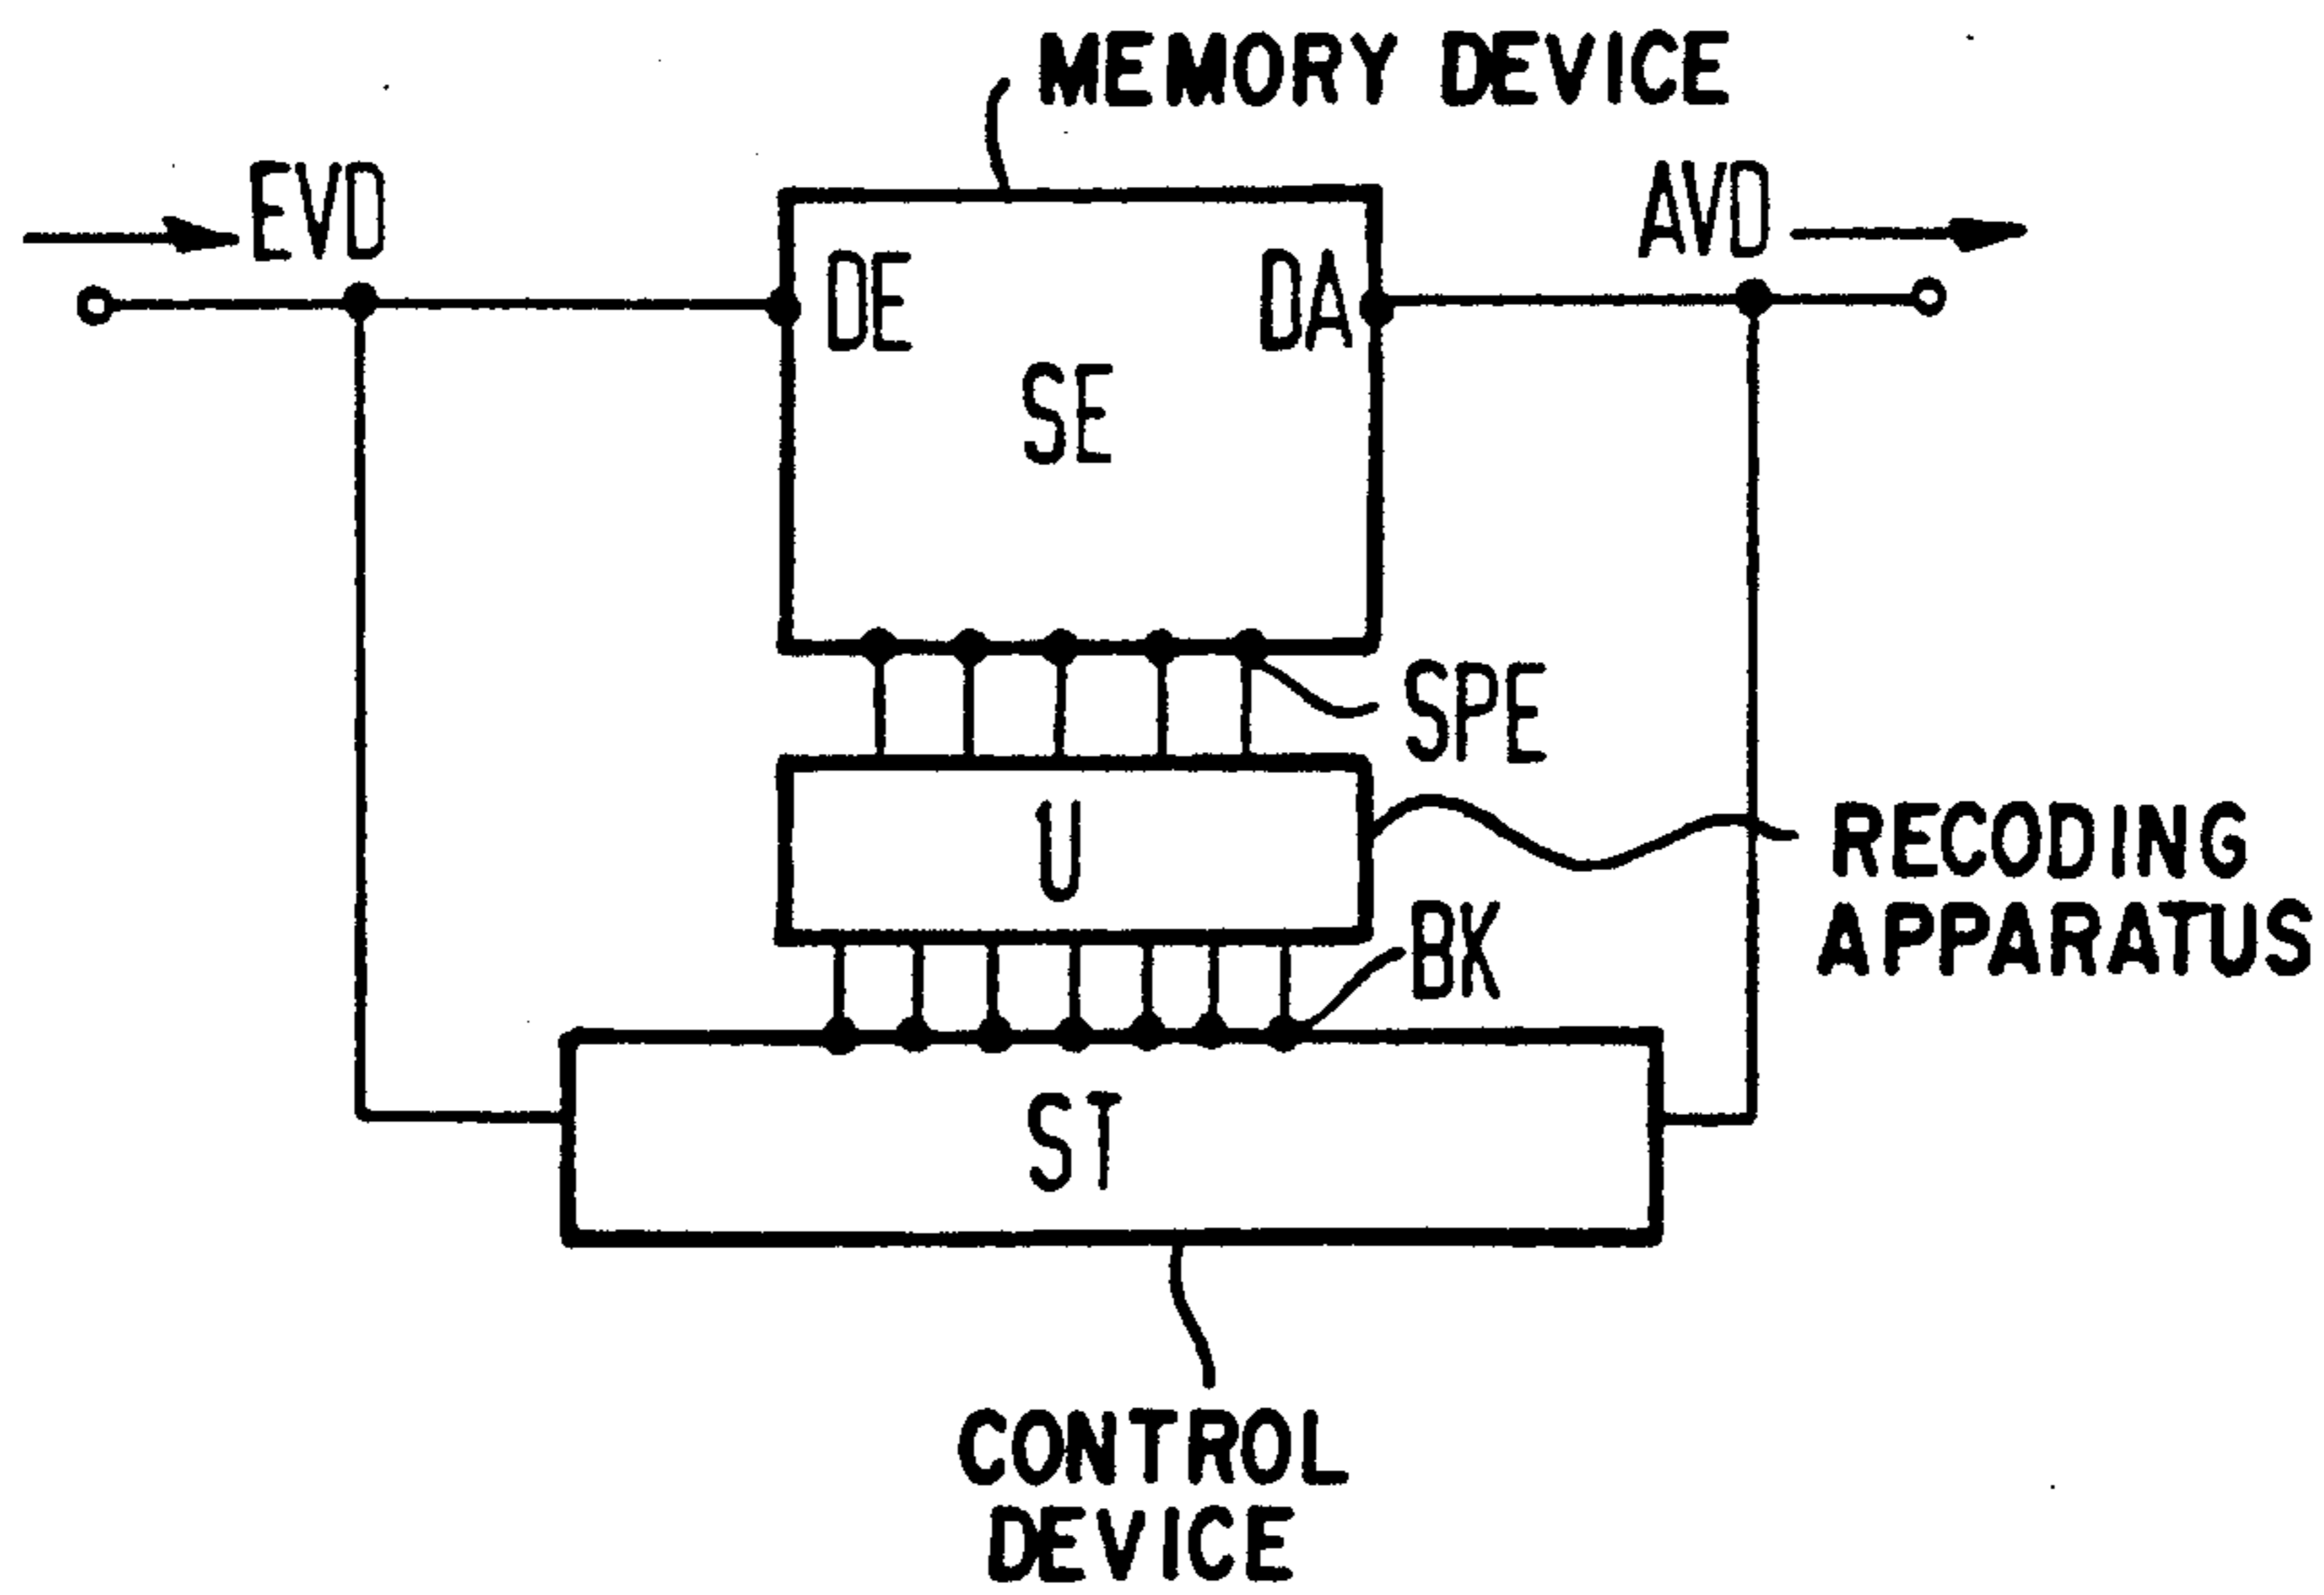 MEMORY DEVICE
EVD
AVD
DE
DA
SE
SPE
U
RECODING
APPARATUS
BK
ST
CONTROL
DEVICE